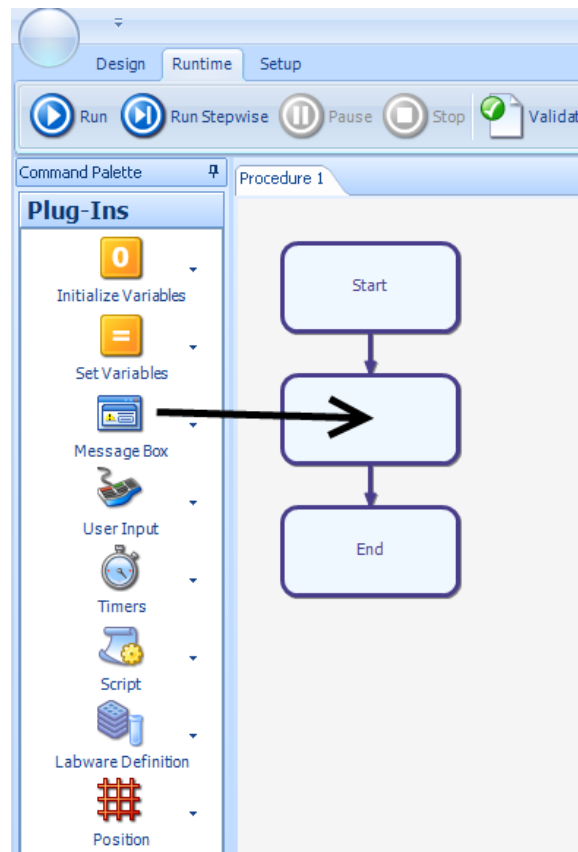 Design Runtime Setup
Run Run Stepwise Pause Stop Validat
Command Palette
Procedure 1
Plug-Ins
0
Initialize Variables
=
Set Variables
Message Box
User Input
Timers
Script
Labware Definition
Position
Start
End